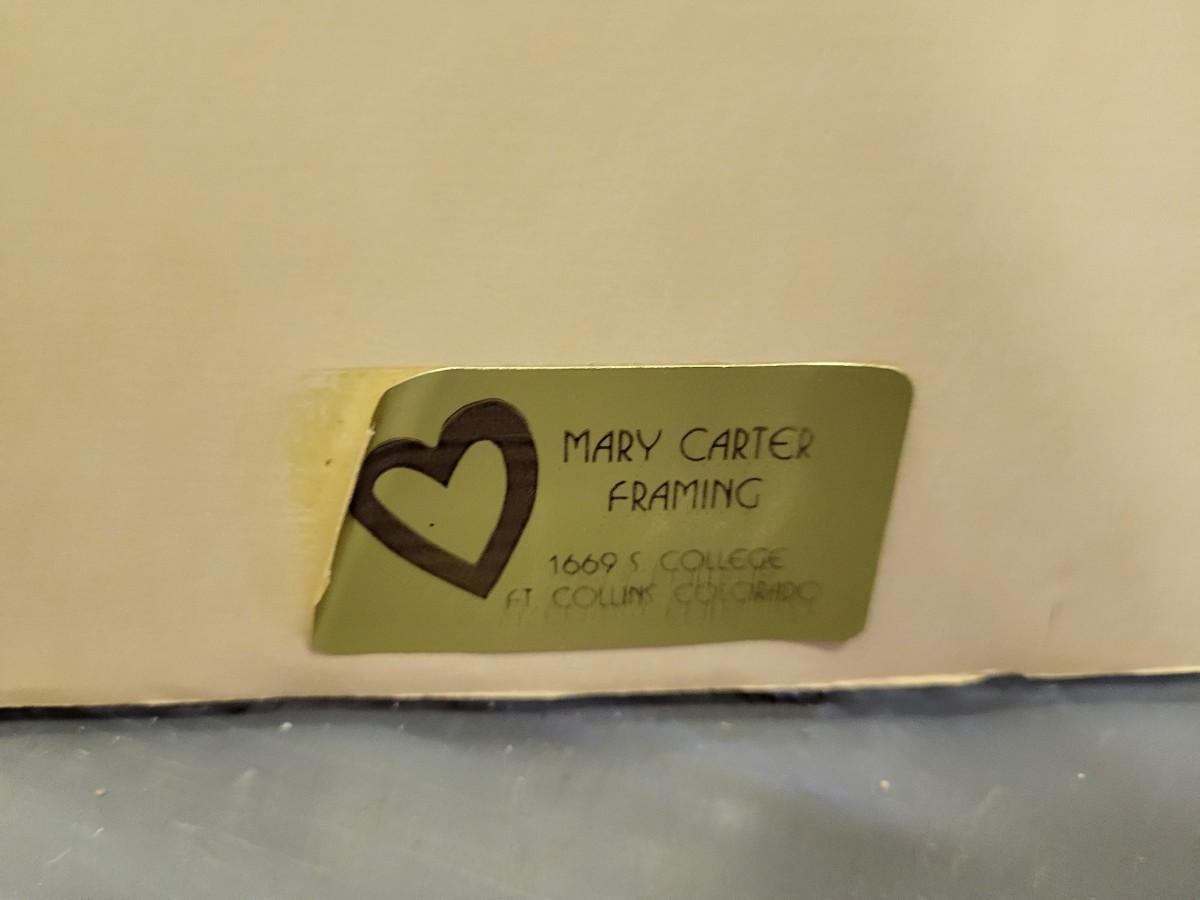 MARY CARTER
FRAMING
1669 S COLLEGE
FT. COLLINS COLORADO